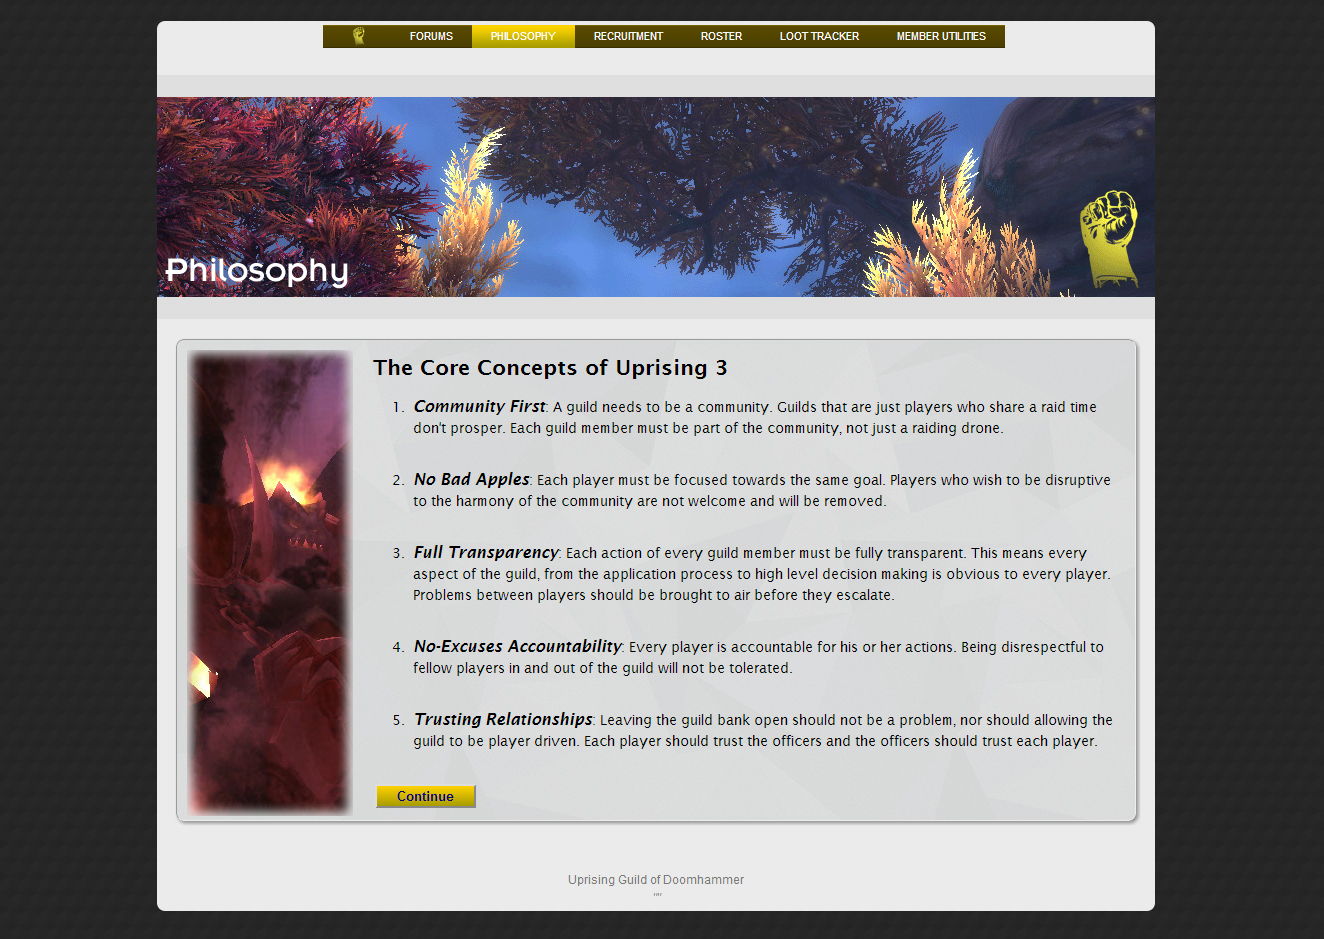 FORUMS PHILOSOPHY RECRUITMENT ROSTER LOOT TRACKER MEMBER UTILITIES
Philosophy
The Core Concepts of Uprising 3
1. Community First: A guild needs to be a community. Guilds that are just players who share a raid time
don't prosper. Each guild member must be part of the community, not just a raiding drone.
2. No Bad Apples: Each player must be focused towards the same goal. Players who wish to be disruptive
to the harmony of the community are not welcome and will be removed.
3. Full Transparency: Each action of every guild member must be fully transparent. This means every
aspect of the guild, from the application process to high level decision making is obvious to every player.
Problems between players should be brought to air before they escalate.
4. No-Excuses Accountability: Every player is accountable for his or her actions. Being disrespectful to
fellow players in and out of the guild will not be tolerated.
5. Trusting Relationships: Leaving the guild bank open should not be a problem, nor should allowing the
guild to be player driven. Each player should trust the officers and the officers should trust each player.
Continue
Uprising Guild of Doomhammer
""